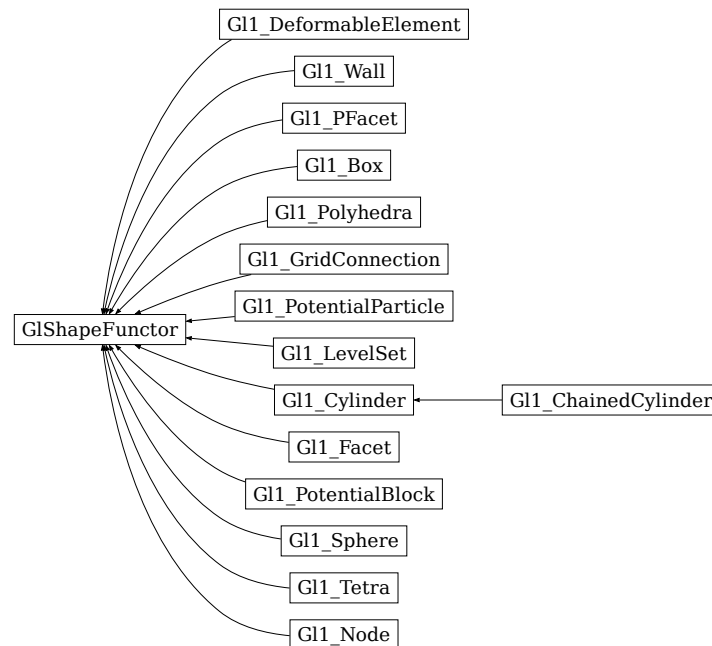 Gl1_DeformableElement
Gl1_Wall
Gl1_PFacet
Gl1_Box
Gl1_Polyhedra
Gl1_GridConnection
Gl1_PotentialParticle
GlShapeFunctor
Gl1_LevelSet
Gl1_Cylinder
Gl1_ChainedCylinder
Gl1_Facet
Gl1_PotentialBlock
Gl1_Sphere
Gl1_Tetra
Gl1_Node